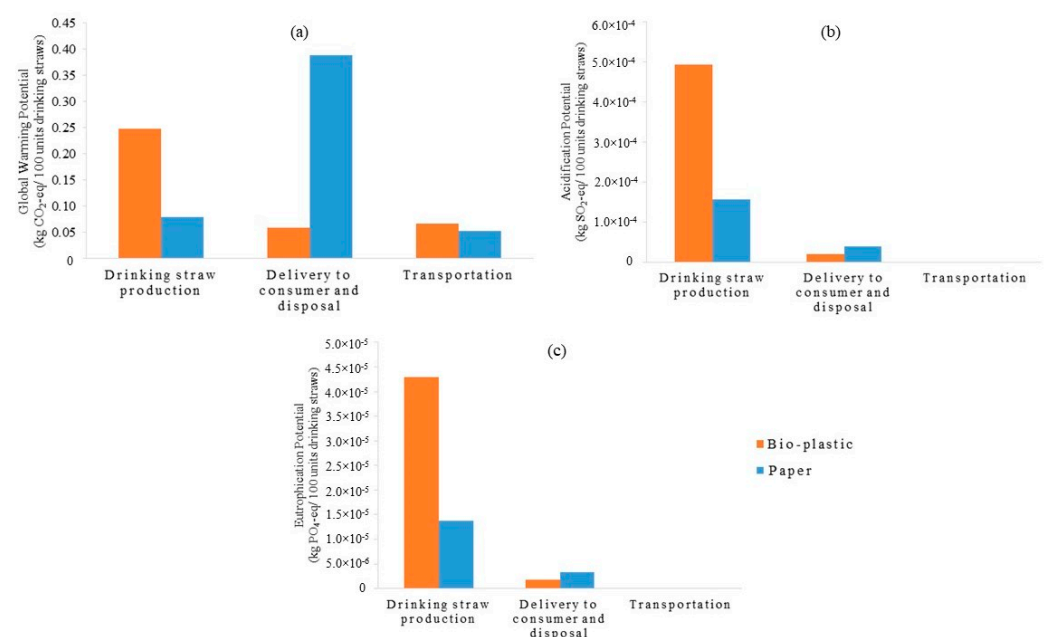 (a)
Global Warming Potential
(kg CO₂-eq/ 100 units drinking straws)
0.45
0.40
0.35
0.30
0.25
0.20
0.15
0.10
0.05
0
Drinking straw
production
Delivery to
consumer and
disposal
Transportation
(b)
Acidification Potential
(kg SO₂-eq/ 100 units drinking straws)
6.0×10⁻⁴
5.0×10⁻⁴
4.0×10⁻⁴
3.0×10⁻⁴
2.0×10⁻⁴
1.0×10⁻⁴
0
Drinking straw
production
Delivery to
consumer and
disposal
Transportation
(c)
Eutrophication Potential
(kg PO₄-eq/ 100 units drinking straws)
5.0×10⁻⁵
4.5×10⁻⁵
4.0×10⁻⁵
3.5×10⁻⁵
3.0×10⁻⁵
2.5×10⁻⁵
2.0×10⁻⁵
1.5×10⁻⁵
1.0×10⁻⁵
5.0×10⁻⁶
0
Drinking straw
production
Delivery to
consumer and
disposal
Transportation
Bio-plastic
Paper